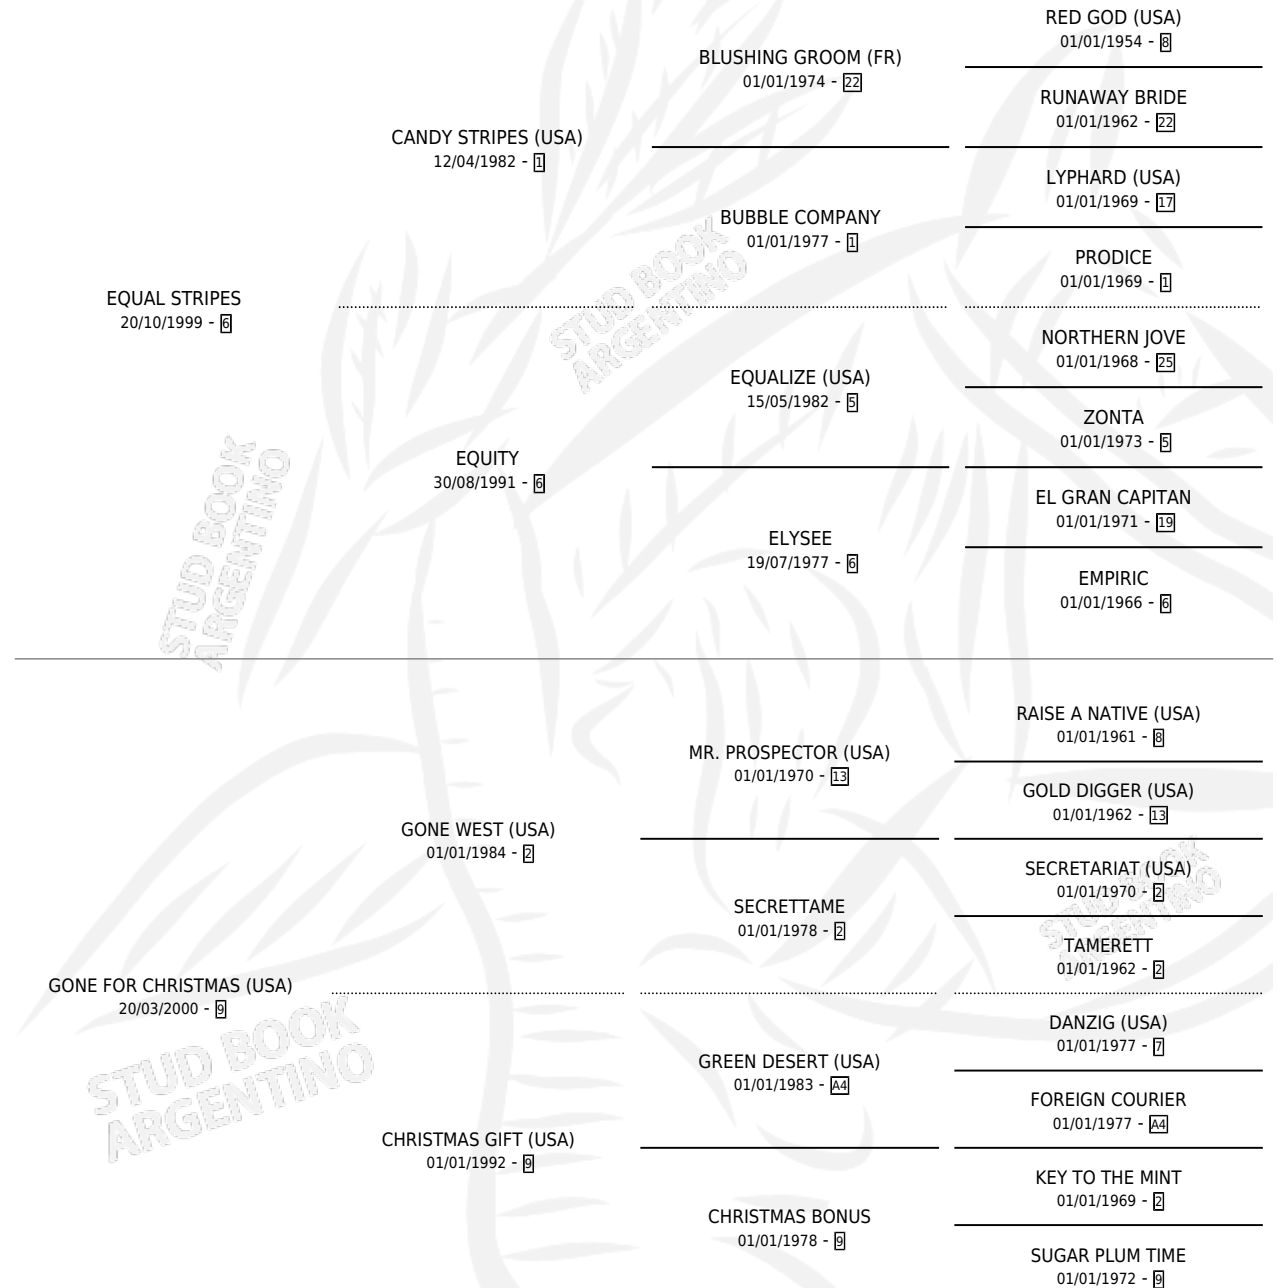 RED GOD (USA)
01/01/1954 - 8
BLUSHING GROOM (FR)
01/01/1974 - 22
RUNAWAY BRIDE
01/01/1962 - 22
CANDY STRIPES (USA)
12/04/1982 - 1
LYPHARD (USA)
01/01/1969 - 17
BUBBLE COMPANY
01/01/1977 - 1
PRODICE
01/01/1969 - 1
EQUAL STRIPES
20/10/1999 - 6
STUD BOOK
ARGENTINO
NORTHERN JOVE
01/01/1968 - 25
EQUALIZE (USA)
15/05/1982 - 5
ZONTA
01/01/1973 - 5
EQUITY
30/08/1991 - 6
STUD BOOK
ARGENTINO
EL GRAN CAPITAN
01/01/1971 - 19
ELYSEE
19/07/1977 - 6
EMPIRIC
01/01/1966 - 6
RAISE A NATIVE (USA)
01/01/1961 - 8
MR. PROSPECTOR (USA)
01/01/1970 - 13
GOLD DIGGER (USA)
01/01/1962 - 13
GONE WEST (USA)
01/01/1984 - 2
SECRETARIAT (USA)
01/01/1970 - 2
STUD BOOK
ARGENTINO
SECRETTAME
01/01/1978 - 2
TAMERETT
01/01/1962 - 2
GONE FOR CHRISTMAS (USA)
20/03/2000 - 9
STUD BOOK
ARGENTINO
DANZIG (USA)
01/01/1977 - 7
GREEN DESERT (USA)
01/01/1983 - A4
FOREIGN COURIER
01/01/1977 - A4
CHRISTMAS GIFT (USA)
01/01/1992 - 9
KEY TO THE MINT
01/01/1969 - 2
CHRISTMAS BONUS
01/01/1978 - 9
SUGAR PLUM TIME
01/01/1972 - 9